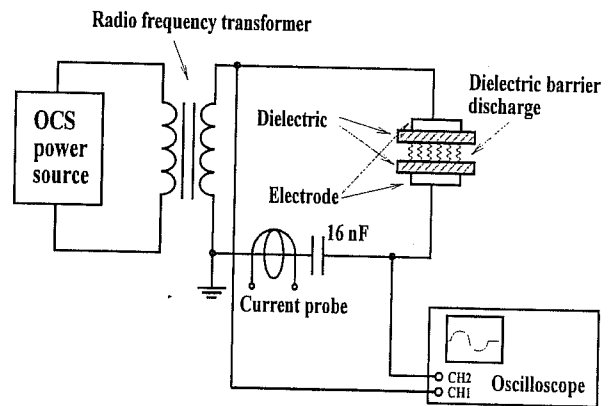 Radio frequency transformer
OCS
power
source
Dielectric
Dielectric barrier
discharge
Electrode
16 nF
Current probe
CH2
CH1
Oscilloscope